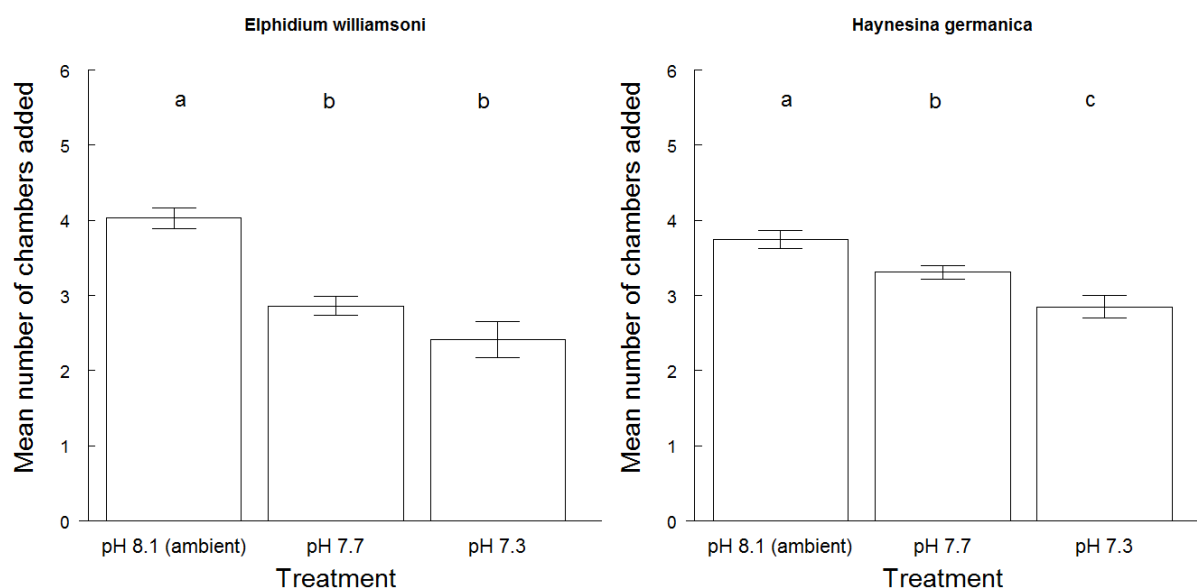 Elphidium williamsoni
Mean number of chambers added
6
5
4
3
2
1
0
a b b
pH 8.1 (ambient) pH 7.7 pH 7.3
Treatment
Haynesina germanica
Mean number of chambers added
6
5
4
3
2
1
0
a b c
pH 8.1 (ambient) pH 7.7 pH 7.3
Treatment